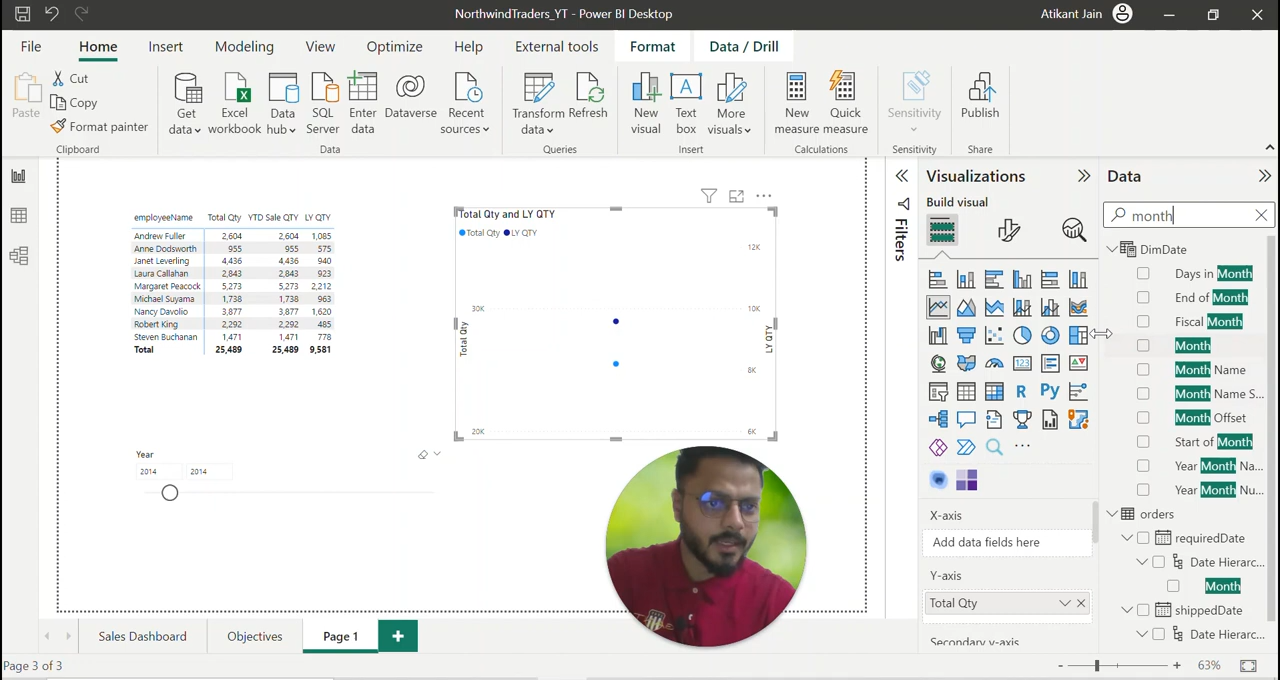 NorthwindTraders_YT - Power BI Desktop
Atikant Jain
File
Home
Insert
Modeling
View
Optimize
Help
External tools
Format
Data / Drill
Paste
Cut
Copy
Format painter
Clipboard
Get data
Excel workbook
Data hub
SQL Server
Enter data
Dataverse
Recent sources
Data
Transform data
Refresh
Queries
New visual
Text box
More visuals
Insert
New measure
Quick measure
Calculations
Sensitivity
Sensitivity
Publish
Share
employeeName Total Qty YTD Sale QTY LY QTY
Andrew Fuller 2,604 2,604 1,085
Anne Dodsworth 955 955 575
Janet Leverling 4,436 4,436 940
Laura Callahan 2,843 2,843 923
Margaret Peacock 5,273 5,273 2,212
Michael Suyama 1,738 1,738 963
Nancy Davolio 3,877 3,877 1,620
Robert King 2,292 2,292 485
Steven Buchanan 1,471 1,471 778
Total 25,489 25,489 9,581
Total Qty and LY QTY
Total Qty LY QTY
12K
30K
10K
8K
20K
6K
Total Qty
LY QTY
Year
2014 2014
Filters
Visualizations
Build visual
123
R
Py
X-axis
Add data fields here
Y-axis
Total Qty
Secondary y-axis
Data
month
DimDate
Days in Month
End of Month
Fiscal Month
Month
Month Name
Month Name S...
Month Offset
Start of Month
Year Month Na...
Year Month Nu...
orders
requiredDate
Date Hierarc...
Month
shippedDate
Date Hierarc...
Sales Dashboard
Objectives
Page 1
+
Page 3 of 3
- + 63%